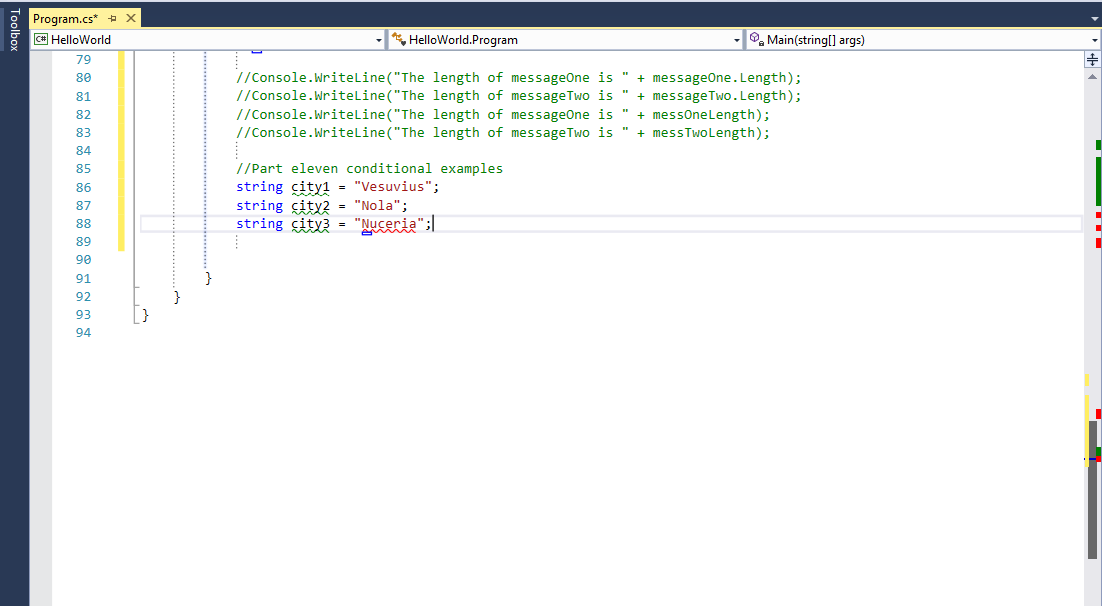 Toolbox
Program.cs*
C# HelloWorld
HelloWorld.Program
Main(string[] args)
79
80 //Console.WriteLine("The length of messageOne is " + messageOne.Length);
81 //Console.WriteLine("The length of messageTwo is " + messageTwo.Length);
82 //Console.WriteLine("The length of messageOne is " + messOneLength);
83 //Console.WriteLine("The length of messageTwo is " + messTwoLength);
84
85 //Part eleven conditional examples
86 string city1 = "Vesuvius";
87 string city2 = "Nola";
88 string city3 = "Nuceria";
89
90
91 }
92 }
93 }
94